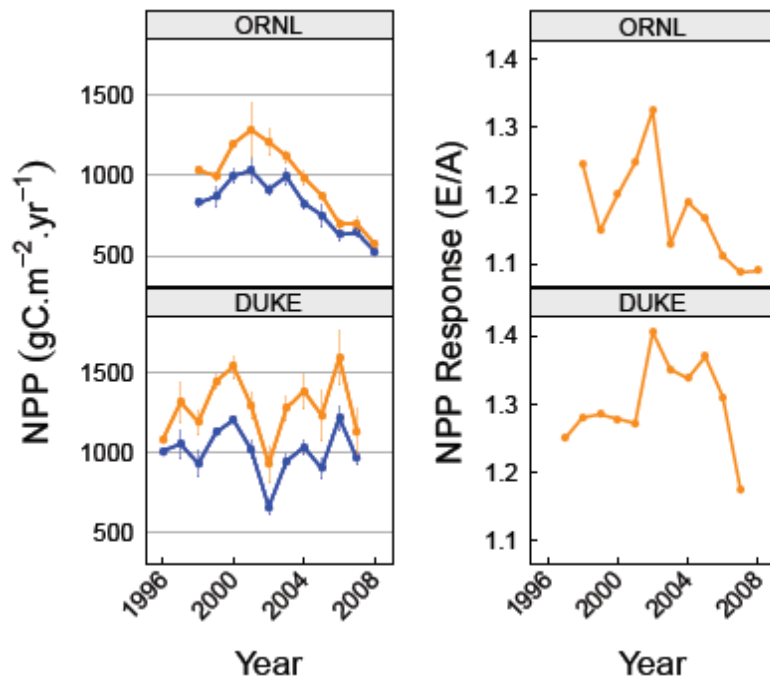 ORNL
1500
1000
500
DUKE
1500
1000
500
NPP (gC.m⁻².yr⁻¹)
1996
2000
2004
2008
Year
ORNL
1.4
1.3
1.2
1.1
DUKE
1.4
1.3
1.2
1.1
NPP Response (E/A)
1996
2000
2004
2008
Year